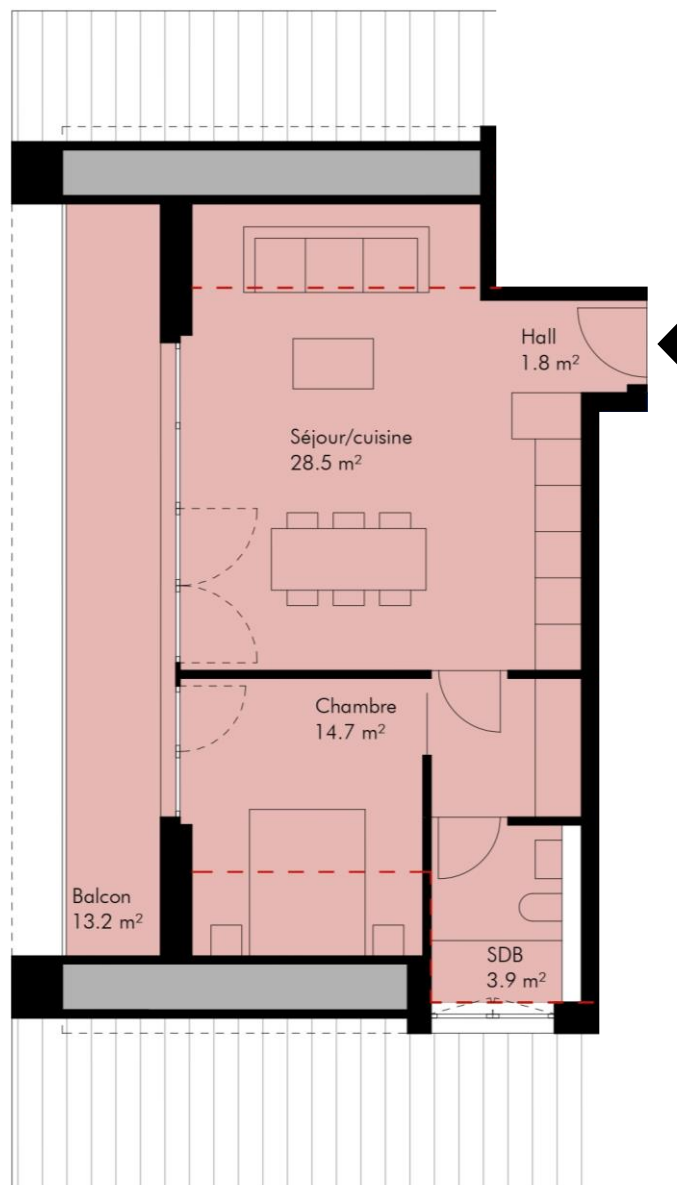 Hall
1.8 m²
Séjour/cuisine
28.5 m²
Chambre
14.7 m²
Balcon
13.2 m²
SDB
3.9 m²